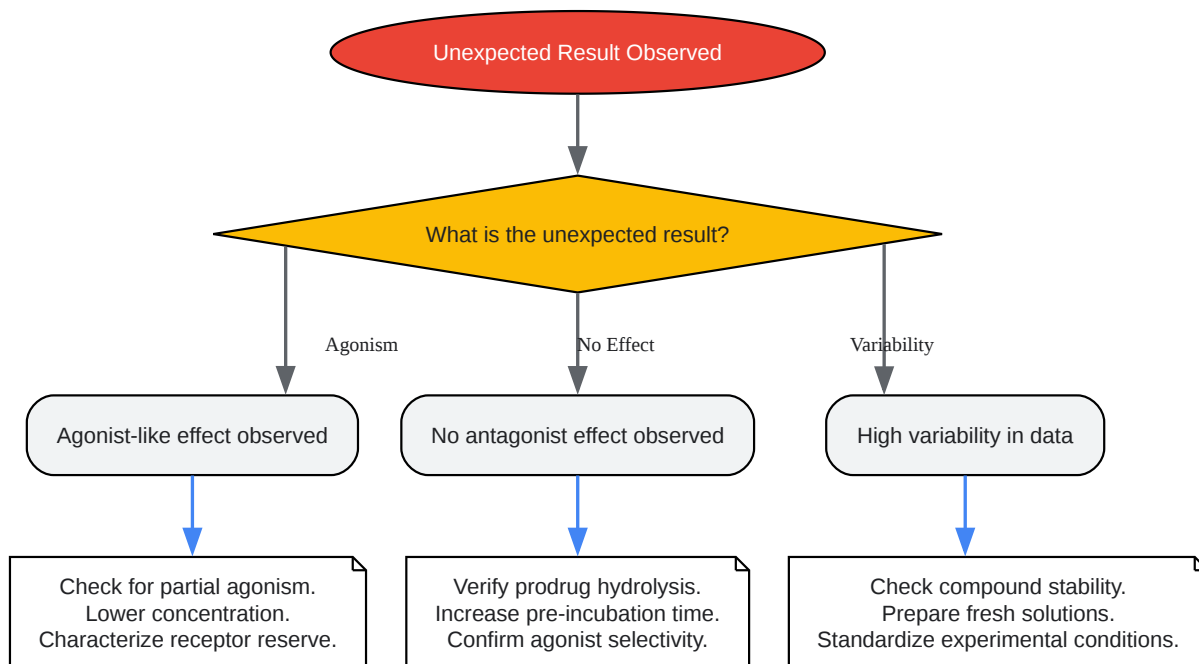 Unexpected Result Observed
What is the unexpected result?
Agonism
No Effect
Variability
Agonist-like effect observed
No antagonist effect observed
High variability in data
Check for partial agonism.
Lower concentration.
Characterize receptor reserve.
Verify prodrug hydrolysis.
Increase pre-incubation time.
Confirm agonist selectivity.
Check compound stability.
Prepare fresh solutions.
Standardize experimental conditions.